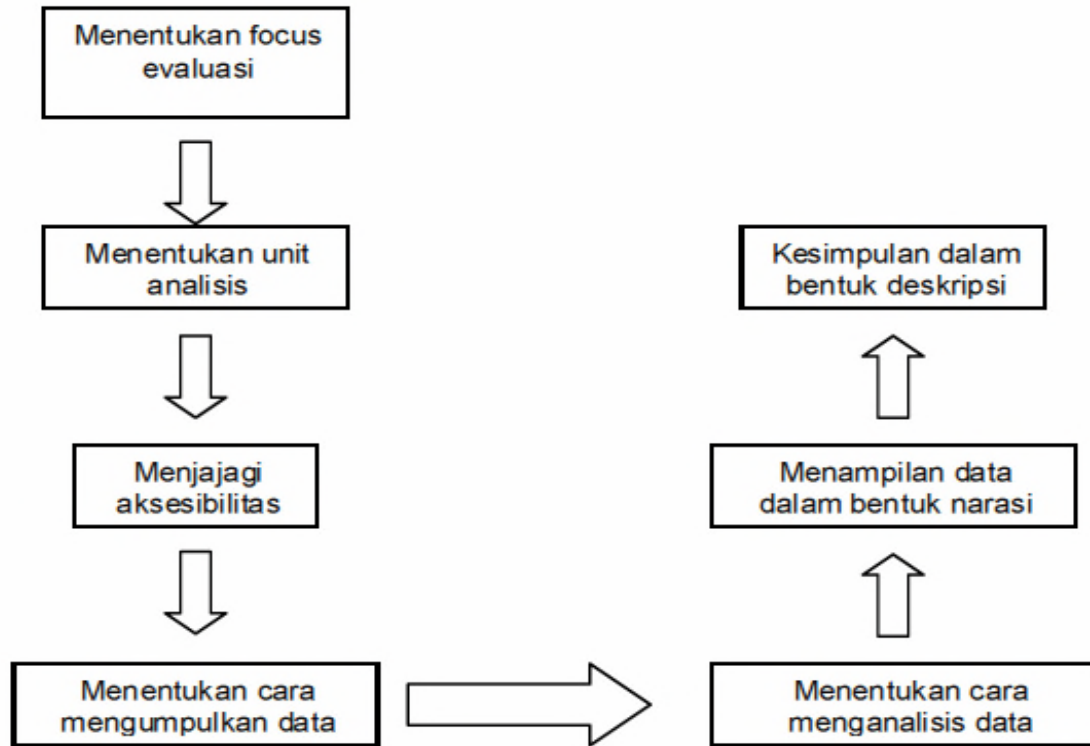 Menentukan focus
evaluasi
Menentukan unit
analisis
Menjajagi
aksesibilitas
Menentukan cara
mengumpulkan data
Menentukan cara
menganalisis data
Menampilan data
dalam bentuk narasi
Kesimpulan dalam
bentuk deskripsi